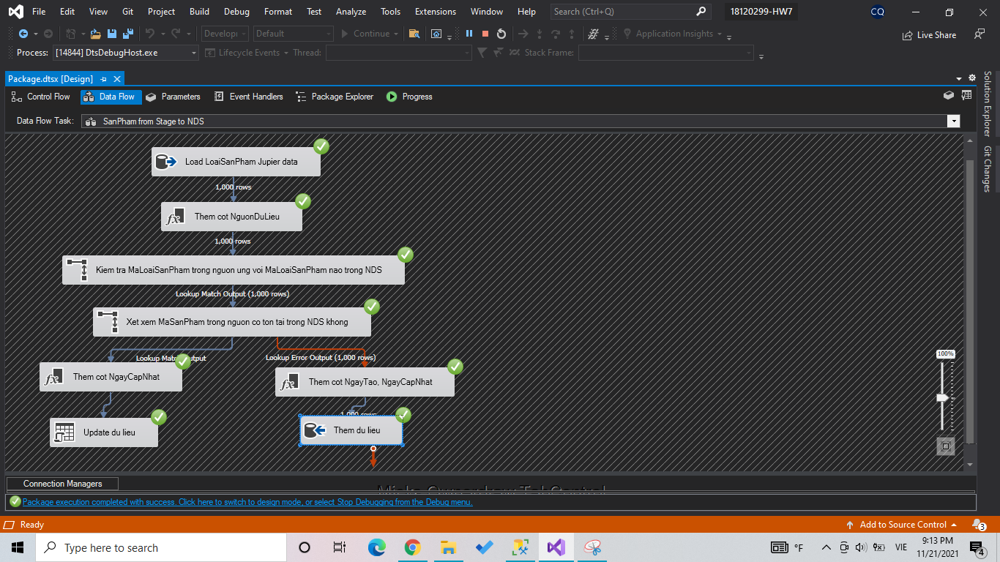 File Edit View Git Project Build Debug Format Test Analyze Tools Extensions Window Help Search (Ctrl+Q) 18120299-HW7 CQ
Developi Default Continue Application Insights Live Share
Process: [14844] DtsDebugHost.exe Lifecycle Events Thread: Stack Frame:
Package.dtsx [Design]
Control Flow Data Flow Parameters Event Handlers Package Explorer Progress
Data Flow Task: SanPham from Stage to NDS
Solution Explorer
Git Changes
Load LoaiSanPham Jupier data
1,000 rows
Them cot NguonDuLieu
1,000 rows
Kiem tra MaLoaiSanPham trong nguon ung voi MaLoaiSanPham nao trong NDS
Lookup Match Output (1,000 rows)
Xet xem MaSanPham trong nguon co ton tai trong NDS khong
Lookup Match Output
Lookup Error Output (1,000 rows)
Them cot NgayCapNhat
Them cot NgayTao, NgayCapNhat
1,000 rows
Update du lieu
Them du lieu
100%
Connection Managers
Package execution completed with success. Click here to switch to design mode, or select Stop Debugging from the Debug menu.
Ready Add to Source Control 3
Type here to search °F VIE 9:13 PM
11/21/2021 4